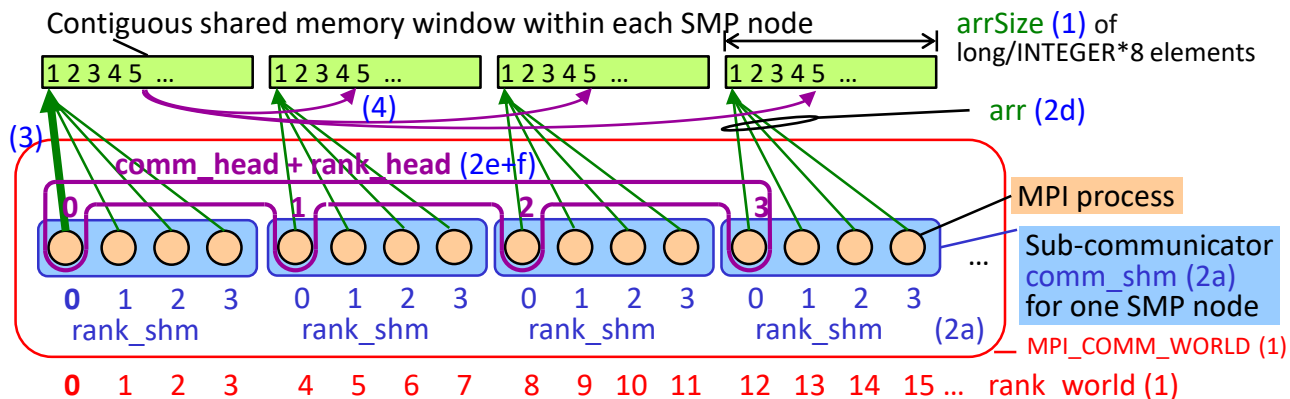 Contiguous shared memory window within each SMP node
arrSize (1) of
long/INTEGER*8 elements
1 2 3 4 5 ...
1 2 3 4 5 ...
1 2 3 4 5 ...
1 2 3 4 5 ...
(4)
arr (2d)
(3)
comm_head + rank_head (2e+f)
0 1 2 3
MPI process
Sub-communicator
comm_shm (2a)
for one SMP node
...
0 1 2 3 0 1 2 3 0 1 2 3 0 1 2 3
rank_shm rank_shm rank_shm rank_shm (2a)
MPI_COMM_WORLD (1)
0 1 2 3 4 5 6 7 8 9 10 11 12 13 14 15 ... rank world (1)